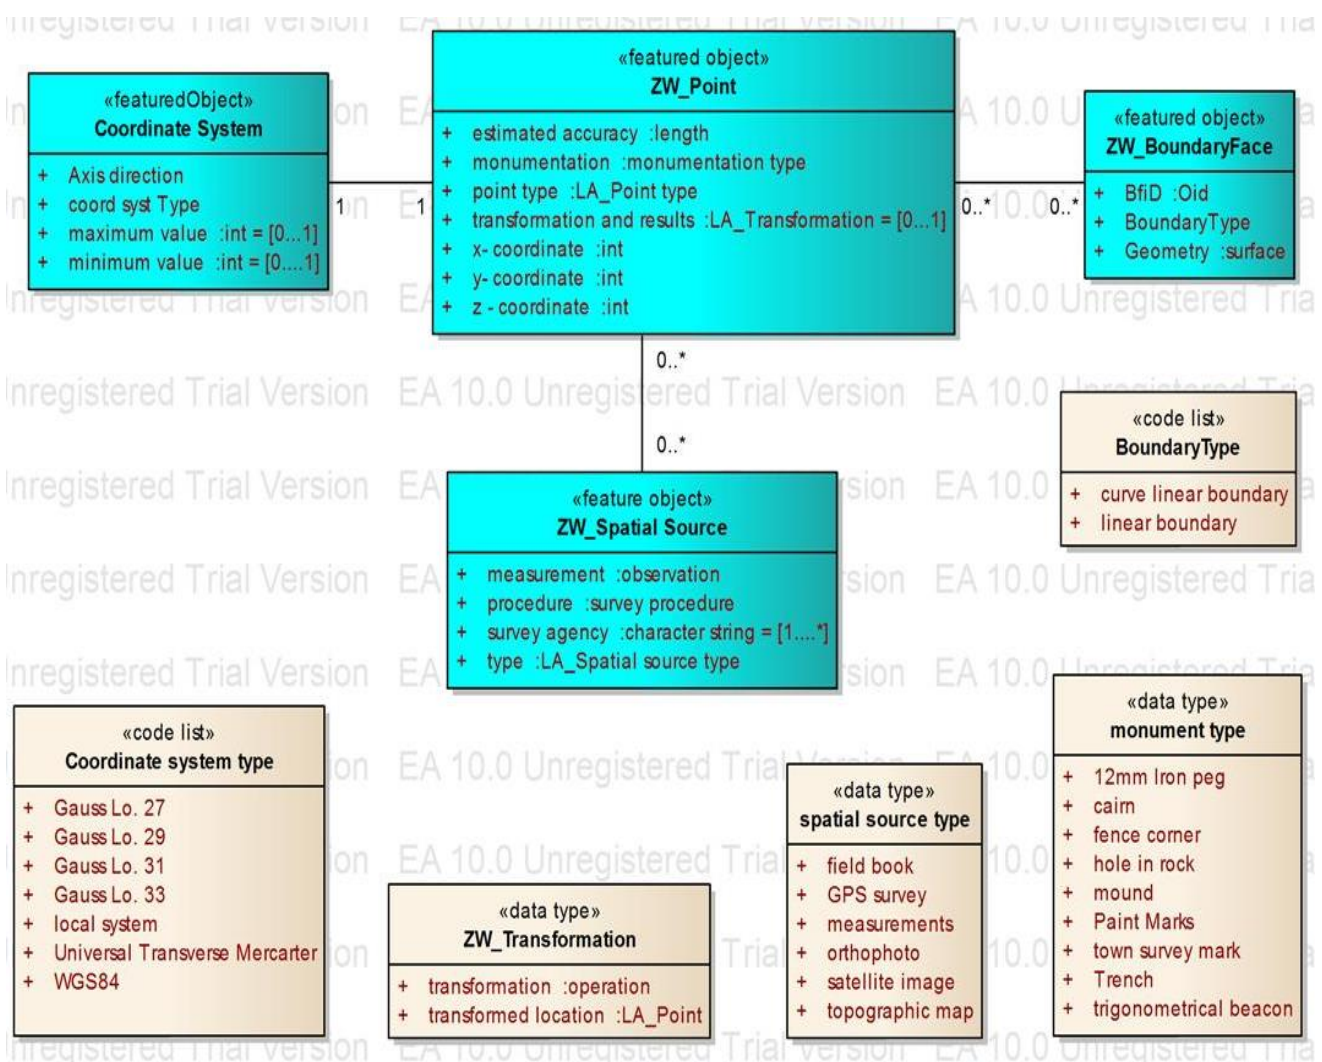 «featuredObject»
Coordinate System
+ Axis direction
+ coord syst Type
+ maximum value :int = [0...1]
+ minimum value :int = [0....1]
1
1
«featured object»
ZW_Point
+ estimated accuracy :length
+ monumentation :monumentation type
+ point type :LA_Point type
+ transformation and results :LA_Transformation = [0...1]
+ x- coordinate :int
+ y- coordinate :int
+ z - coordinate :int
0..*
0..*
«featured object»
ZW_BoundaryFace
+ BfiD :Oid
+ BoundaryType
+ Geometry :surface
0..*
0..*
«feature object»
ZW_Spatial Source
+ measurement :observation
+ procedure :survey procedure
+ survey agency :character string = [1....*]
+ type :LA_Spatial source type
«code list»
BoundaryType
+ curve linear boundary
+ linear boundary
«code list»
Coordinate system type
+ Gauss Lo. 27
+ Gauss Lo. 29
+ Gauss Lo. 31
+ Gauss Lo. 33
+ local system
+ Universal Transverse Mercarter
+ WGS84
«data type»
ZW_Transformation
+ transformation :operation
+ transformed location :LA_Point
«data type»
spatial source type
+ field book
+ GPS survey
+ measurements
+ orthophoto
+ satellite image
+ topographic map
«data type»
monument type
+ 12mm Iron peg
+ cairn
+ fence corner
+ hole in rock
+ mound
+ Paint Marks
+ town survey mark
+ Trench
+ trigonometrical beacon
EA 10.0 Unregistered Trial Version